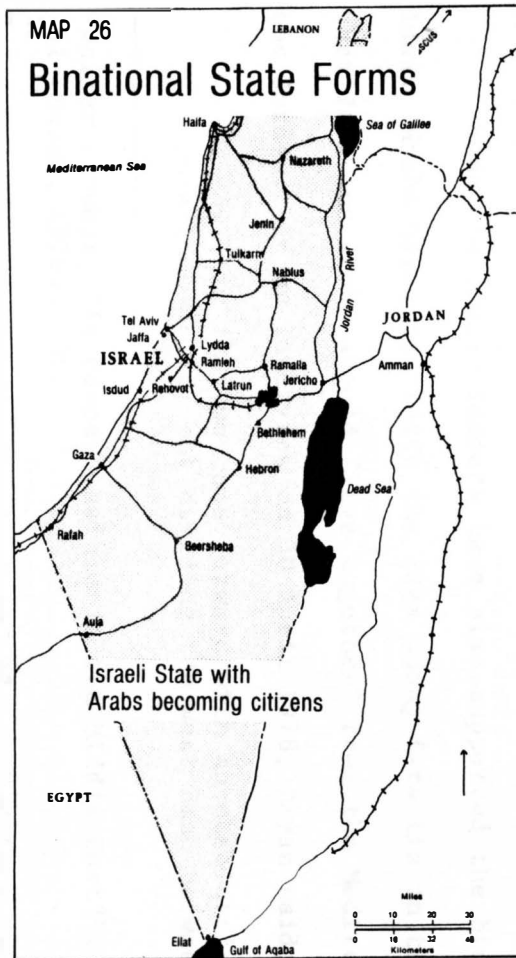 MAP 26
LEBANON
Binational State Forms
Haifa
Sea of Galilee
Mediterranean Sea
Nazareth
Jenin
Tulkarm
Nablus
Jordan River
Tel Aviv
Jaffa
JORDAN
Lydda
ISRAEL
Ramleh
Ramalla
Amman
Isdud
Rehovot
Latrun
Jericho
Bethlehem
Gaza
Hebron
Dead Sea
Rafah
Beersheba
Auja
Israeli State with
Arabs becoming citizens
EGYPT
Miles
0 10 20 30
0 16 32 48
Kilometers
Eilat
Gulf of Aqaba